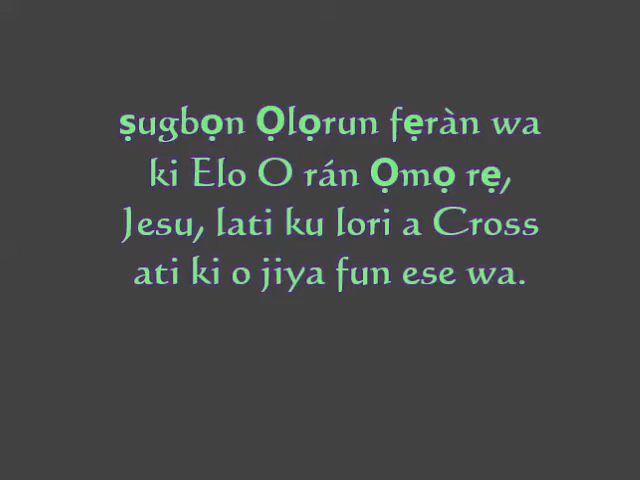 ṣugbọn Ọlọrun fẹràn wa
ki Elo O rán Ọmọ rẹ,
Jesu, lati ku lori a Cross
ati ki o jiya fun ese wa.